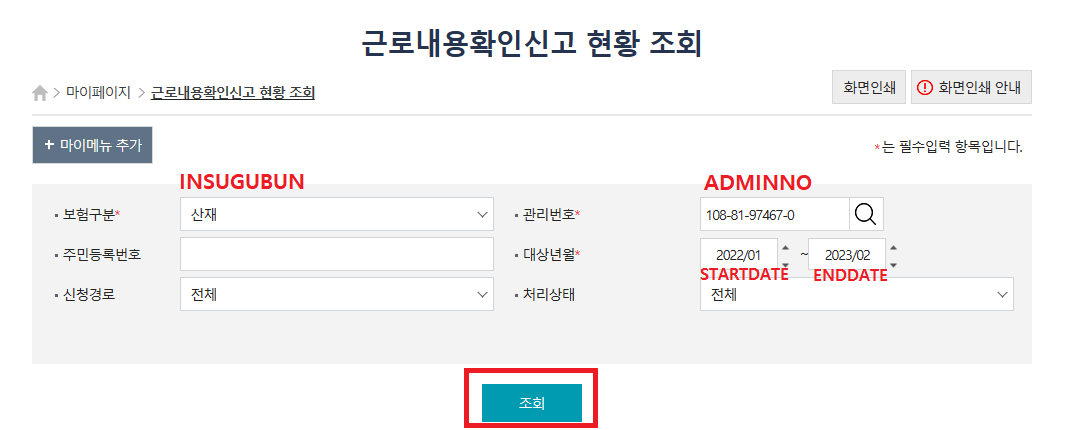 근로내용확인신고 현황 조회
마이페이지 > 근로내용확인신고 현황 조회
화면인쇄
화면인쇄 안내
+ 마이메뉴 추가
*는 필수입력 항목입니다.
INSUGUBUN
ADMINNO
보험구분*
산재
관리번호*
108-81-97467-0
주민등록번호
대상년월*
2022/01 ~ 2023/02
STARTDATE
ENDDATE
신청경로
전체
처리상태
전체
조회